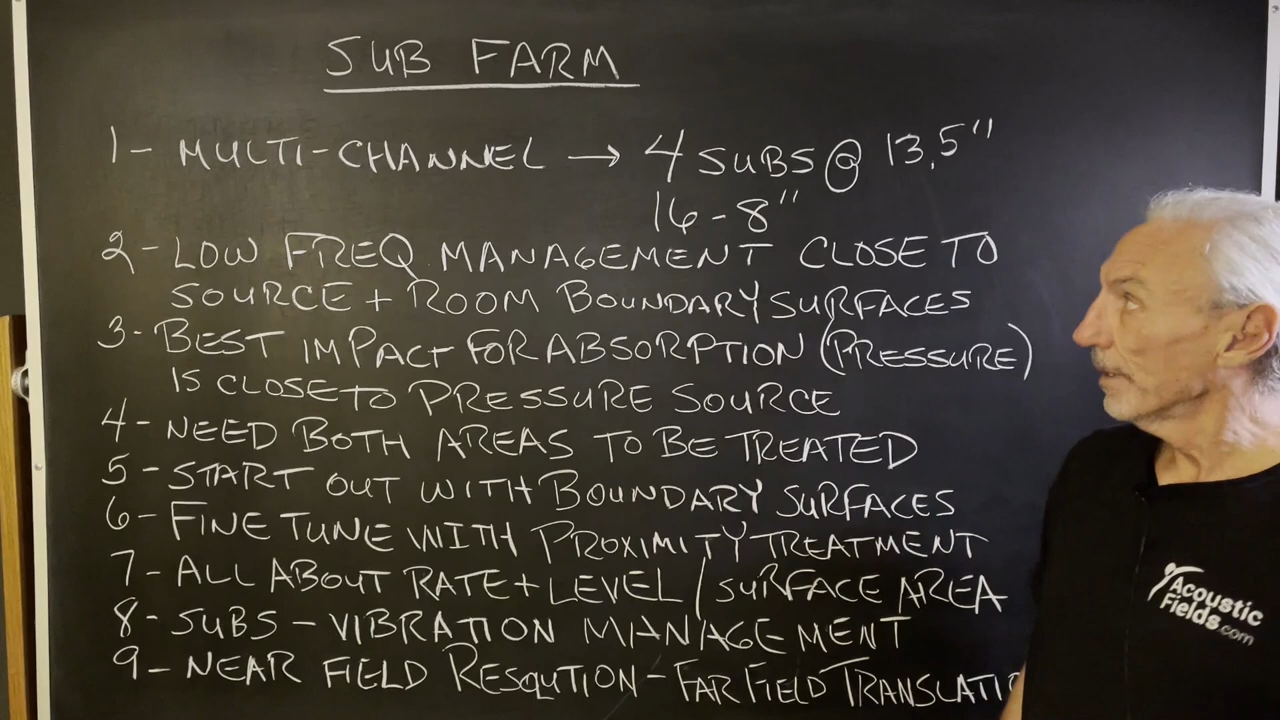 SUB FARM
1- MULTI-CHANNEL → 4 SUBS @ 13.5"
16-8"
2- LOW FREQ MANAGEMENT CLOSE TO
SOURCE + ROOM BOUNDARY SURFACES
3- BEST IMPACT FOR ABSORPTION (PRESSURE)
IS CLOSE TO PRESSURE SOURCE
4- NEED BOTH AREAS TO BE TREATED
5- START OUT WITH BOUNDARY SURFACES
6- FINE TUNE WITH PROXIMITY TREATMENT
7- ALL ABOUT RATE + LEVEL / SURFACE AREA
8- SUBS - VIBRATION MANAGEMENT
9- NEAR FIELD RESOLUTION - FAR FIELD TRANSLATIO
Acoustic
Fields.com